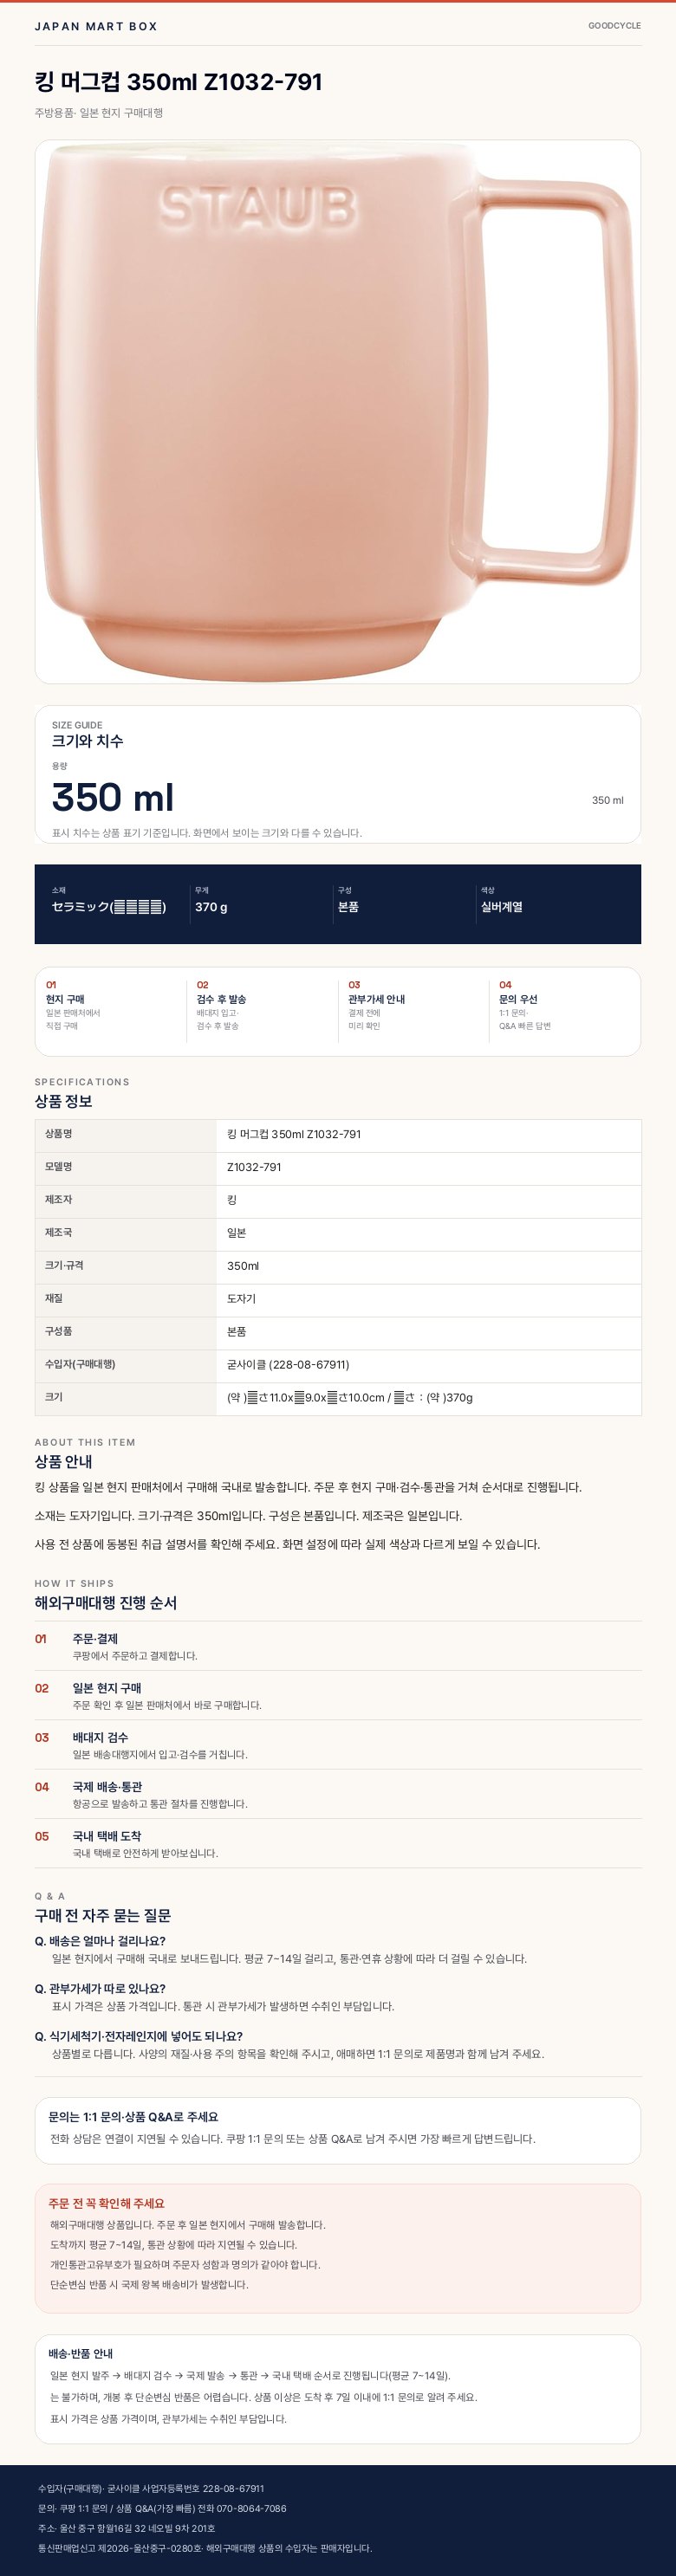 JAPAN MART BOX
GOODCYCLE
킹 머그컵 350ml Z1032-791
주방용품· 일본 현지 구매대행
STAUB
SIZE GUIDE
크기와 치수
용량
350 ml
350 ml
표시 치수는 상품 표기 기준입니다. 화면에서 보이는 크기와 다를 수 있습니다.
소재
무게
구성
색상
セラミック( )
370 g
본품
실버계열
01
현지 구매
일본 판매처에서
직접 구매
02
검수 후 발송
배대지 입고·
검수 후 발송
03
관부가세 안내
결제 전에
미리 확인
04
문의 우선
1:1 문의·
Q&A 빠른 답변
SPECIFICATIONS
상품 정보
상품명 킹 머그컵 350ml Z1032-791
모델명 Z1032-791
제조자 킹
제조국 일본
크기·규격 350ml
재질 도자기
구성품 본품
수입자(구매대행) 굳사이클 (228-08-67911)
크기 (약 ) さ11.0x 9.0x さ10.0cm / さ : (약 )370g
ABOUT THIS ITEM
상품 안내
킹 상품을 일본 현지 판매처에서 구매해 국내로 발송합니다. 주문 후 현지 구매·검수·통관을 거쳐 순서대로 진행됩니다.
소재는 도자기입니다. 크기·규격은 350ml입니다. 구성은 본품입니다. 제조국은 일본입니다.
사용 전 상품에 동봉된 취급 설명서를 확인해 주세요. 화면 설정에 따라 실제 색상과 다르게 보일 수 있습니다.
HOW IT SHIPS
해외구매대행 진행 순서
01 주문·결제
쿠팡에서 주문하고 결제합니다.
02 일본 현지 구매
주문 확인 후 일본 판매처에서 바로 구매합니다.
03 배대지 검수
일본 배송대행지에서 입고·검수를 거칩니다.
04 국제 배송·통관
항공으로 발송하고 통관 절차를 진행합니다.
05 국내 택배 도착
국내 택배로 안전하게 받아보십니다.
Q & A
구매 전 자주 묻는 질문
Q. 배송은 얼마나 걸리나요?
일본 현지에서 구매해 국내로 보내드립니다. 평균 7~14일 걸리고, 통관·연휴 상황에 따라 더 걸릴 수 있습니다.
Q. 관부가세가 따로 있나요?
표시 가격은 상품 가격입니다. 통관 시 관부가세가 발생하면 수취인 부담입니다.
Q. 식기세척기·전자레인지에 넣어도 되나요?
상품별로 다릅니다. 사양의 재질·사용 주의 항목을 확인해 주시고, 애매하면 1:1 문의로 제품명과 함께 남겨 주세요.
문의는 1:1 문의·상품 Q&A로 주세요
전화 상담은 연결이 지연될 수 있습니다. 쿠팡 1:1 문의 또는 상품 Q&A로 남겨 주시면 가장 빠르게 답변드립니다.
주문 전 꼭 확인해 주세요
해외구매대행 상품입니다. 주문 후 일본 현지에서 구매해 발송합니다.
도착까지 평균 7~14일, 통관 상황에 따라 지연될 수 있습니다.
개인통관고유부호가 필요하며 주문자 성함과 명의가 같아야 합니다.
단순변심 반품 시 국제 왕복 배송비가 발생합니다.
배송·반품 안내
일본 현지 발주 → 배대지 검수 → 국제 발송 → 통관 → 국내 택배 순서로 진행됩니다(평균 7~14일).
는 불가하며, 개봉 후 단순변심 반품은 어렵습니다. 상품 이상은 도착 후 7일 이내에 1:1 문의로 알려 주세요.
표시 가격은 상품 가격이며, 관부가세는 수취인 부담입니다.
수입자(구매대행)· 굳사이클 사업자등록번호 228-08-67911
문의· 쿠팡 1:1 문의 / 상품 Q&A(가장 빠름) 전화 070-8064-7086
주소· 울산 중구 함월16길 32 네오빌 9차 201호
통신판매업신고 제2026-울산중구-0280호· 해외구매대행 상품의 수입자는 판매자입니다.